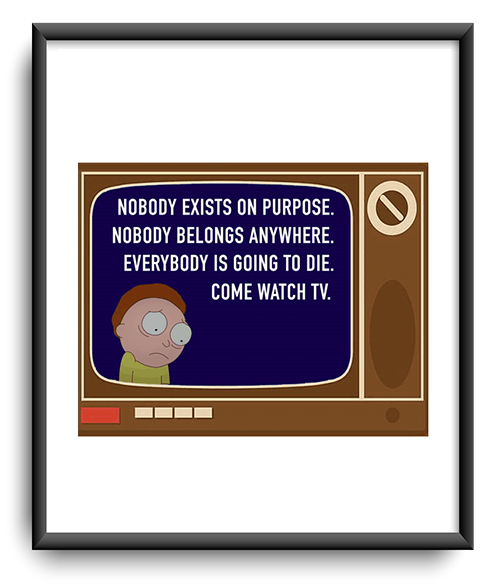 NOBODY EXISTS ON PURPOSE.
NOBODY BELONGS ANYWHERE.
EVERYBODY IS GOING TO DIE.
COME WATCH TV.